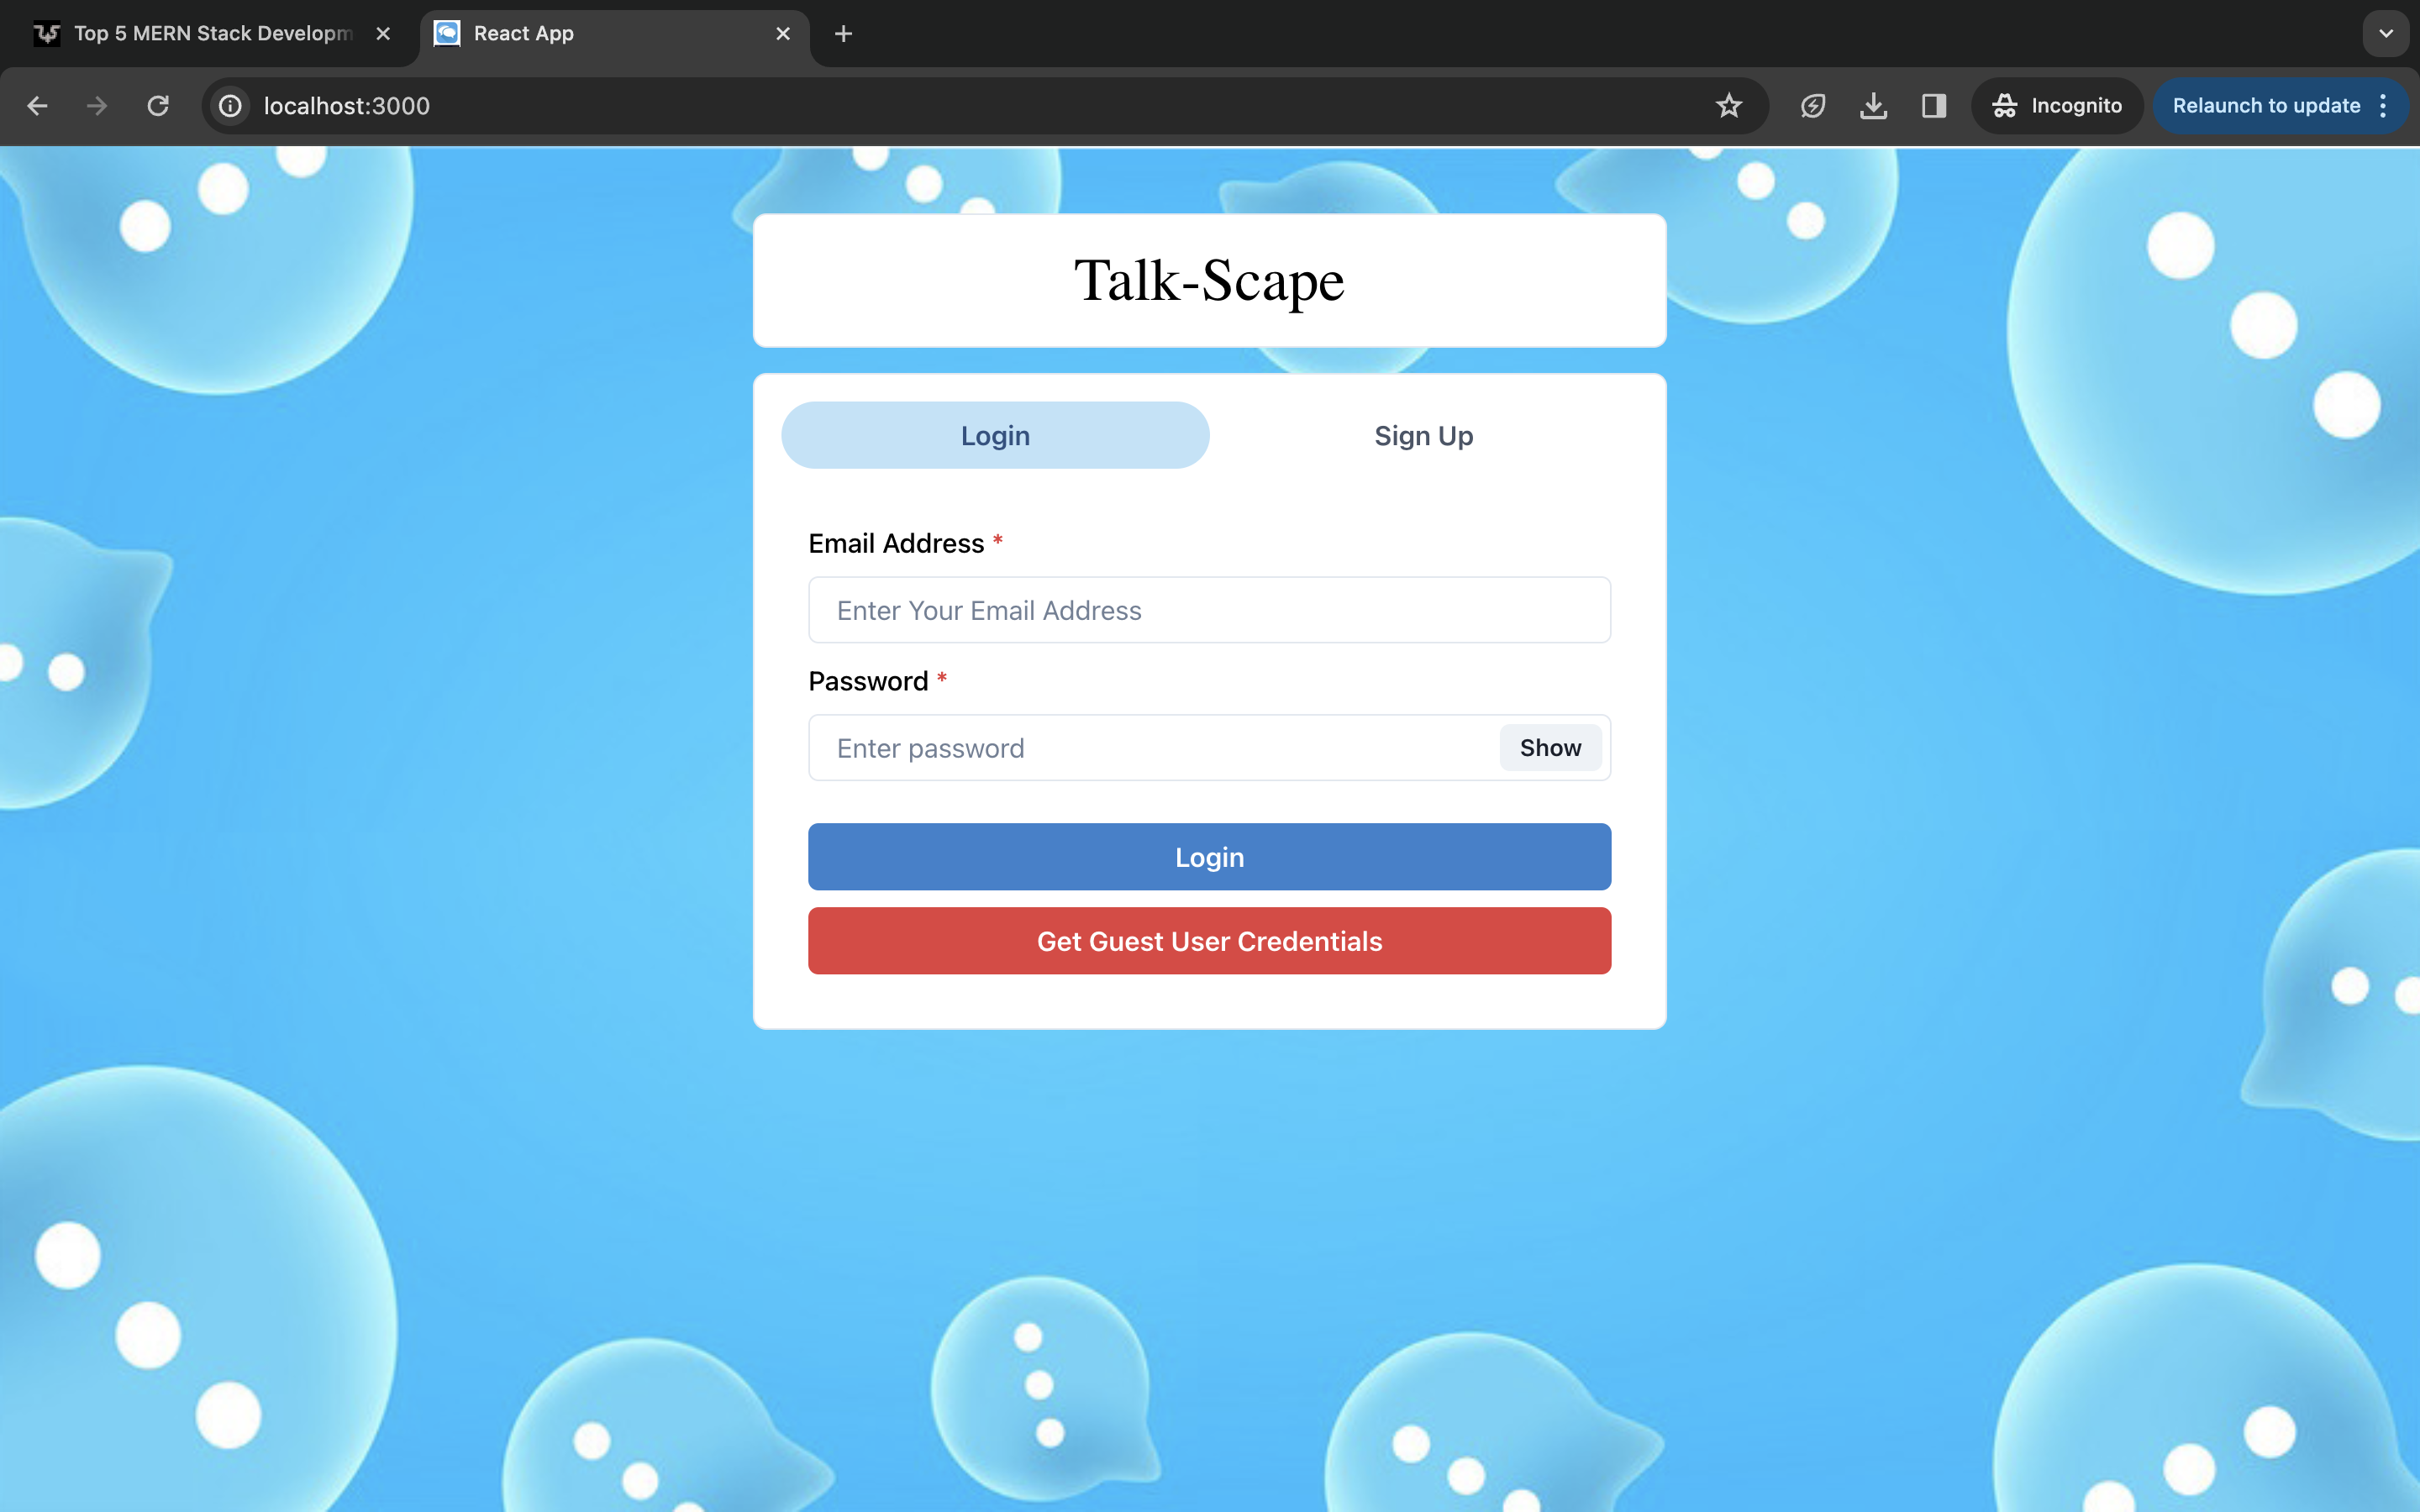 Top 5 MERN Stack Developm
React App
localhost:3000
Incognito
Relaunch to update
Talk-Scape
Login
Sign Up
Email Address *
Enter Your Email Address
Password *
Enter password
Show
Login
Get Guest User Credentials